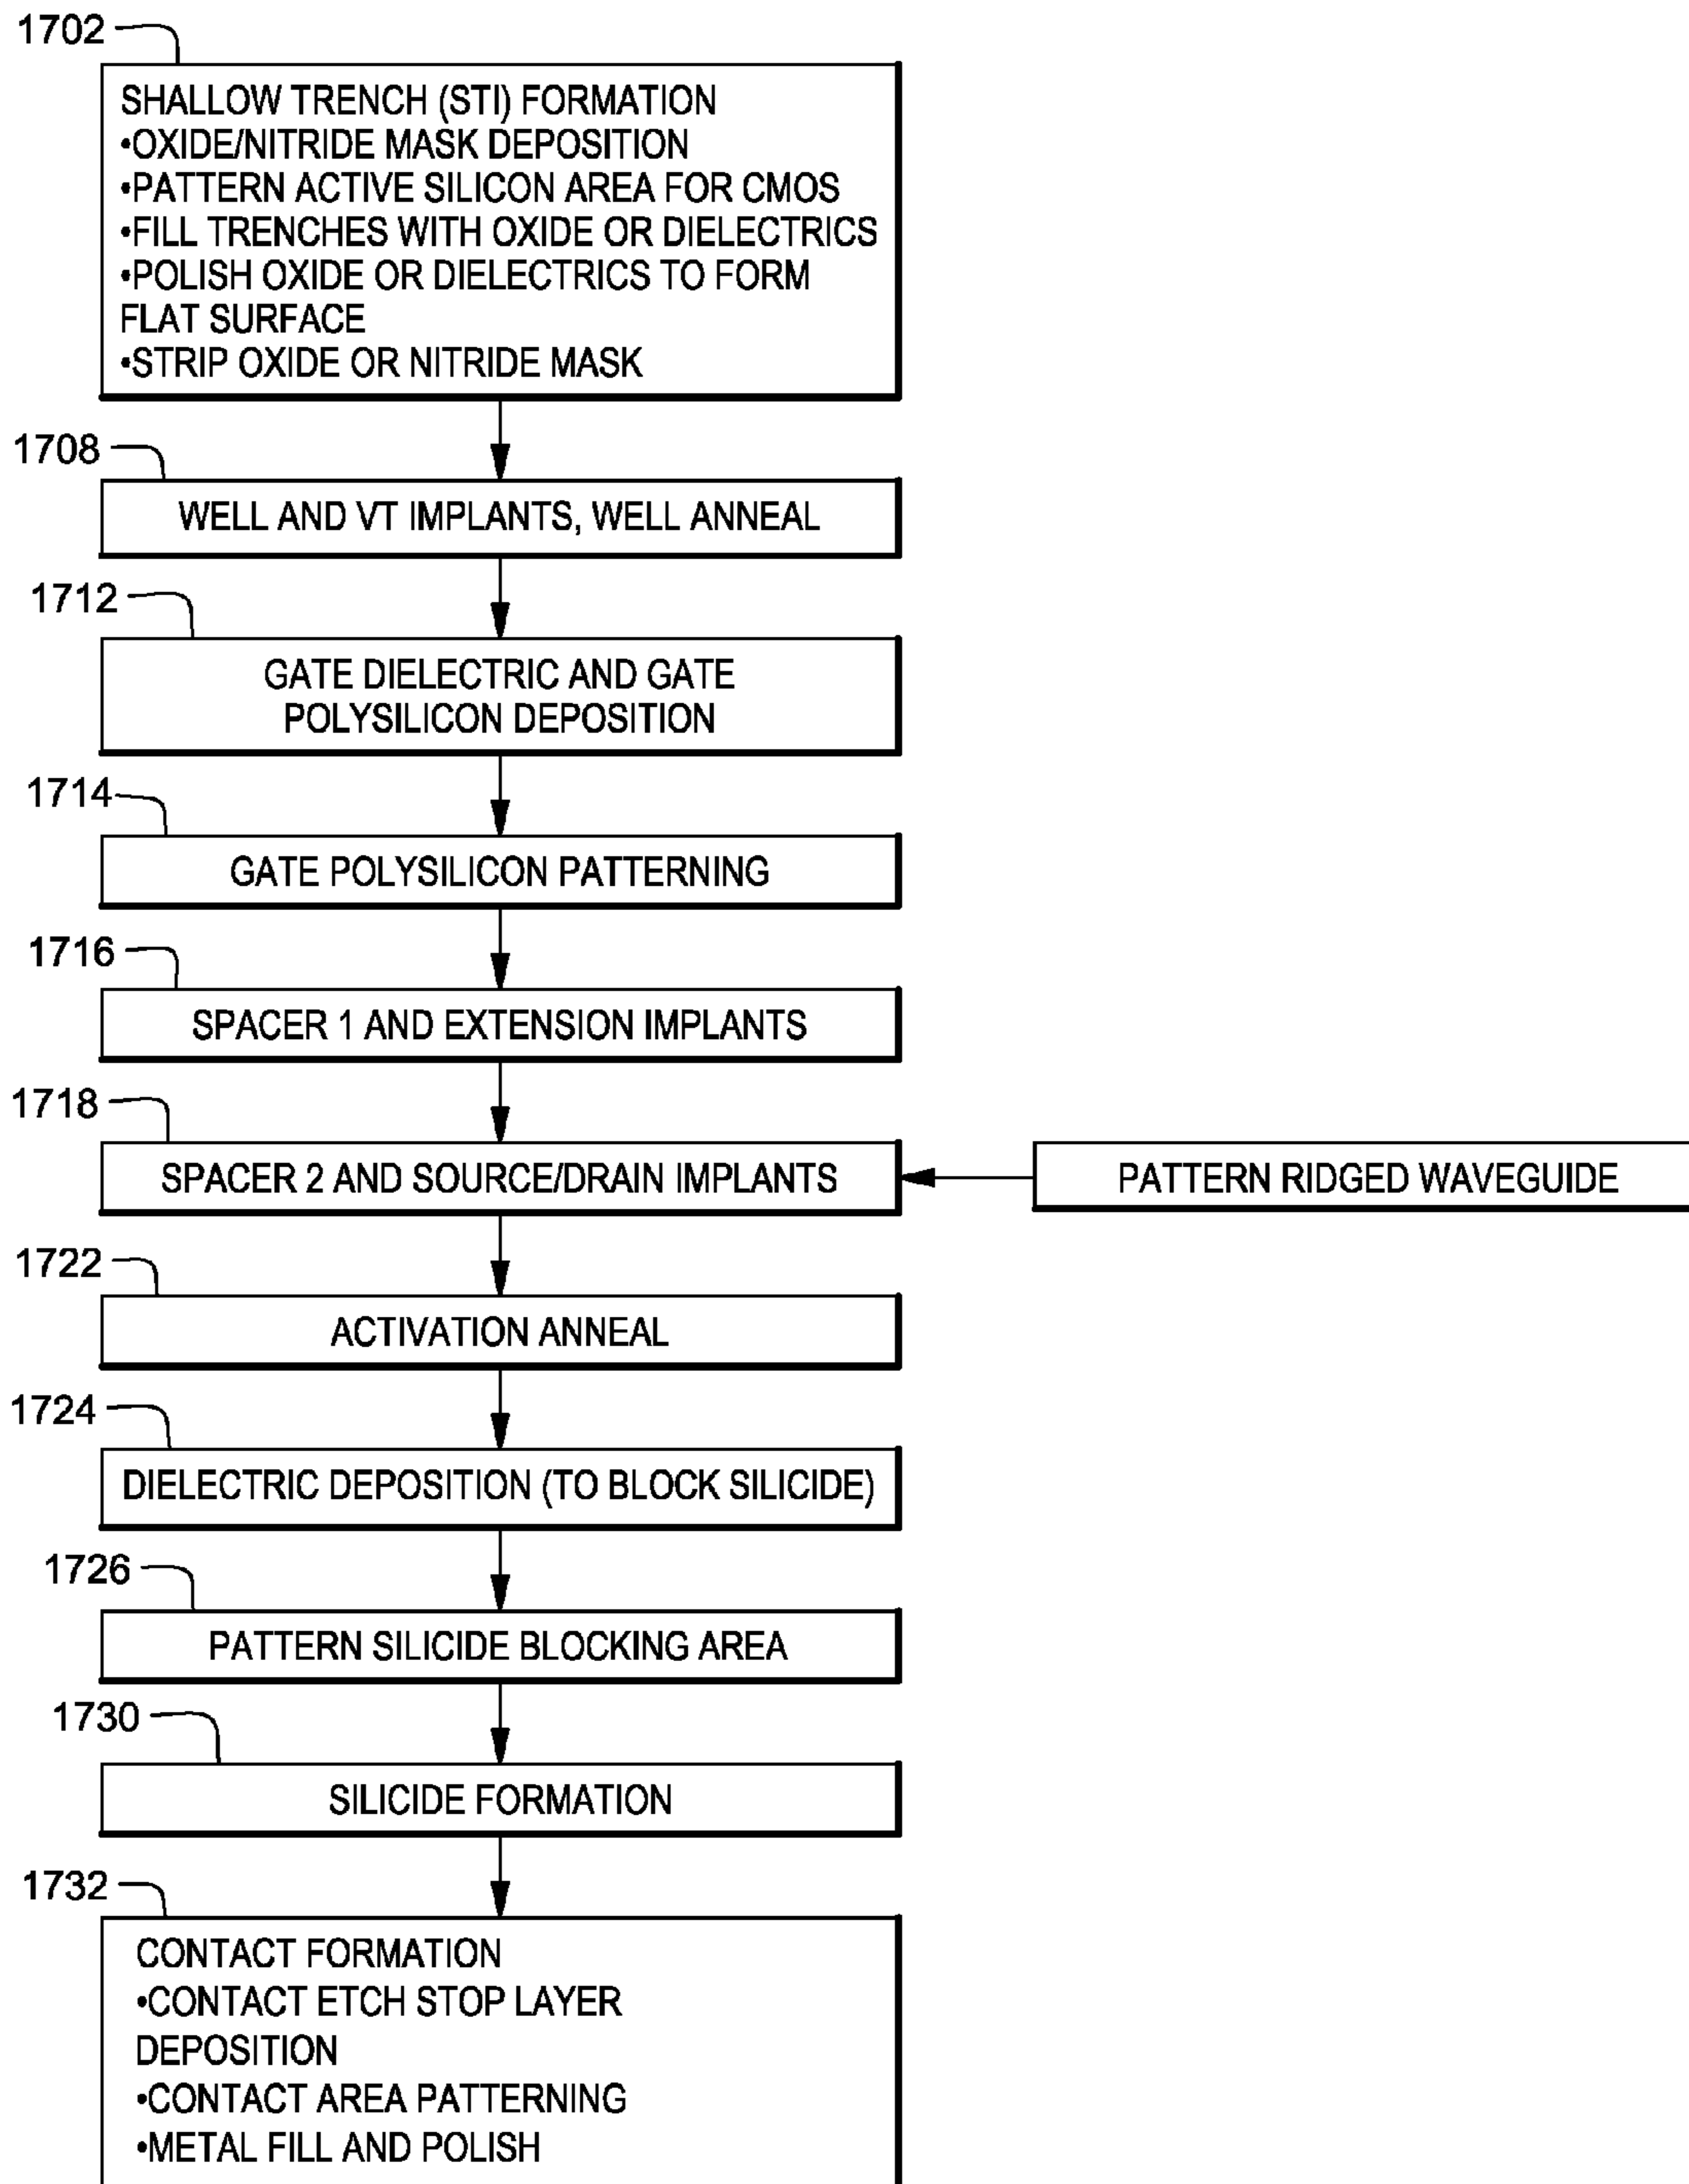 1702
SHALLOW TRENCH (STI) FORMATION
•OXIDE/NITRIDE MASK DEPOSITION
•PATTERN ACTIVE SILICON AREA FOR CMOS
•FILL TRENCHES WITH OXIDE OR DIELECTRICS
•POLISH OXIDE OR DIELECTRICS TO FORM
FLAT SURFACE
•STRIP OXIDE OR NITRIDE MASK
1708
WELL AND VT IMPLANTS, WELL ANNEAL
1712
GATE DIELECTRIC AND GATE
POLYSILICON DEPOSITION
1714
GATE POLYSILICON PATTERNING
1716
SPACER 1 AND EXTENSION IMPLANTS
1718
SPACER 2 AND SOURCE/DRAIN IMPLANTS
PATTERN RIDGED WAVEGUIDE
1722
ACTIVATION ANNEAL
1724
DIELECTRIC DEPOSITION (TO BLOCK SILICIDE)
1726
PATTERN SILICIDE BLOCKING AREA
1730
SILICIDE FORMATION
1732
CONTACT FORMATION
•CONTACT ETCH STOP LAYER
DEPOSITION
•CONTACT AREA PATTERNING
•METAL FILL AND POLISH